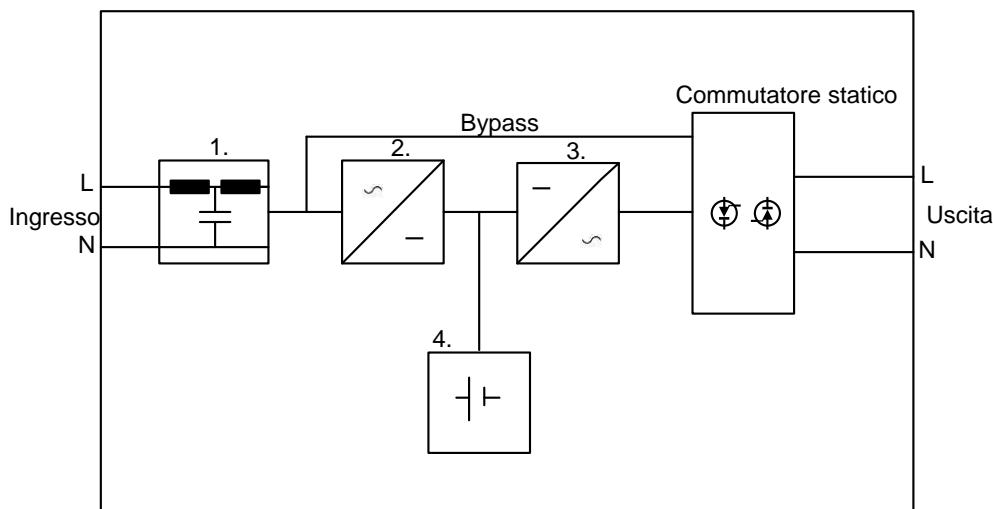 Commutatore statico
Bypass
1.
2.
3.
L
L
Ingresso
Uscita
N
N
4.